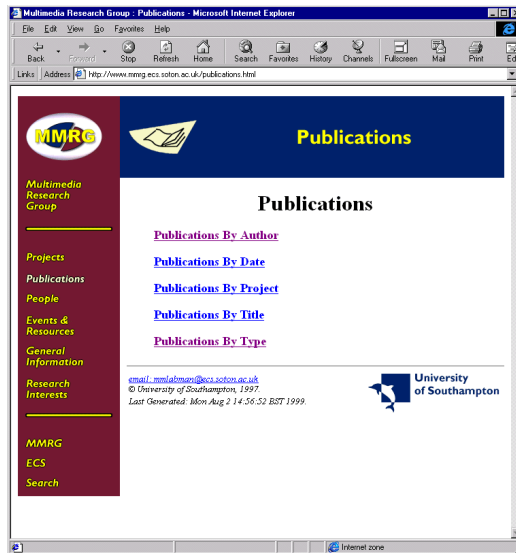 Multimedia Research Group : Publications - Microsoft Internet Explorer
File Edit View Go Favorites Help
Back Forward Stop Refresh Home Search Favorites History Channels Fullscreen Mail Print Ed
Links Address http://www.mmrg.ecs.soton.ac.uk/publications.html
MMRG
Publications
Multimedia
Research
Group
Projects
Publications
People
Events &
Resources
General
Information
Research
Interests
MMRG
ECS
Search
Publications
Publications By Author
Publications By Date
Publications By Project
Publications By Title
Publications By Type
email: mmlabman@ecs.soton.ac.uk
© University of Southampton, 1997.
Last Generated: Mon Aug 2 14:56:52 BST 1999.
University
of Southampton
Internet zone